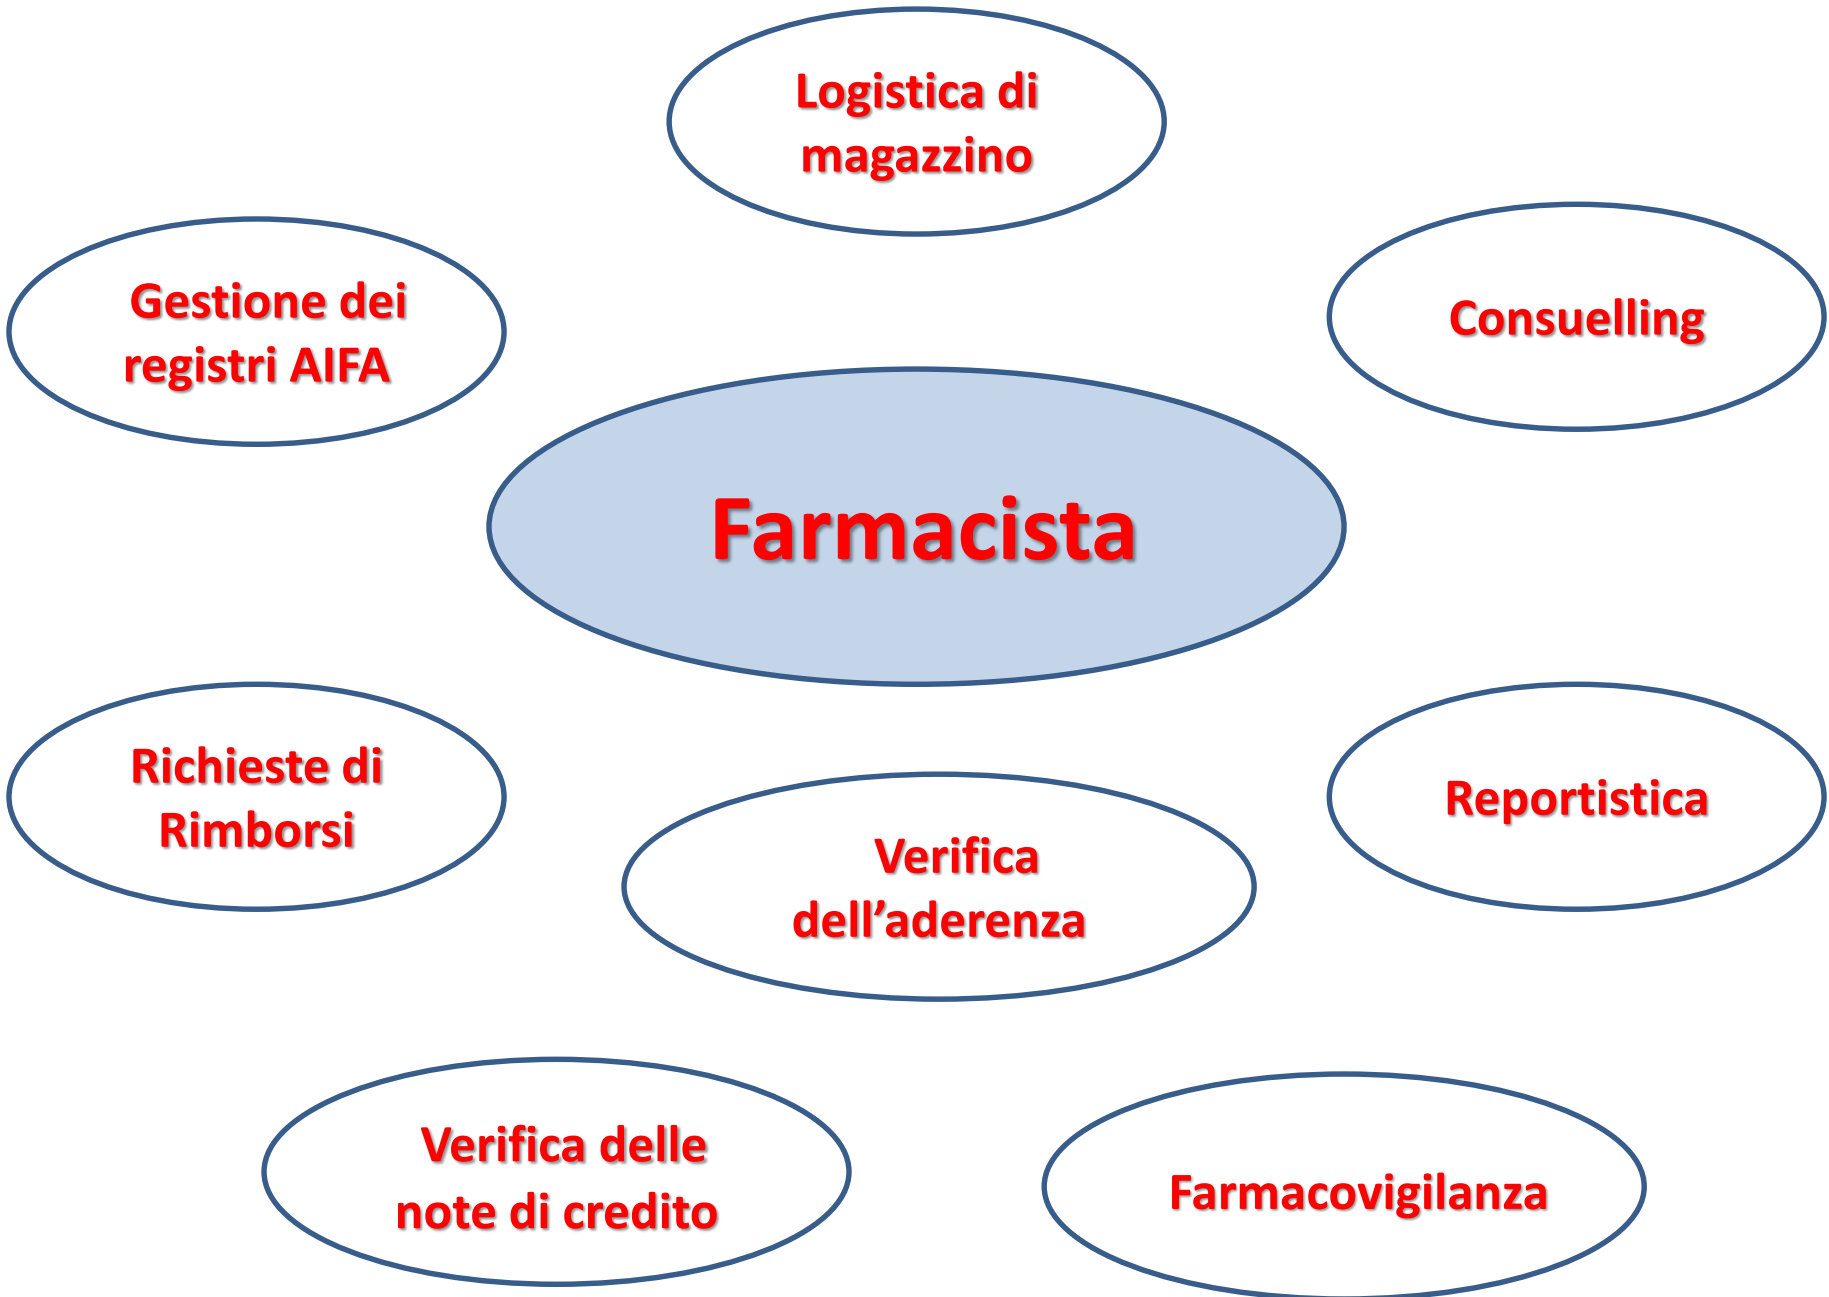 Logistica di
magazzino
Gestione dei
registri AIFA
Consuelling
Farmacista
Richieste di
Rimborsi
Verifica
dell’aderenza
Reportistica
Verifica delle
note di credito
Farmacovigilanza